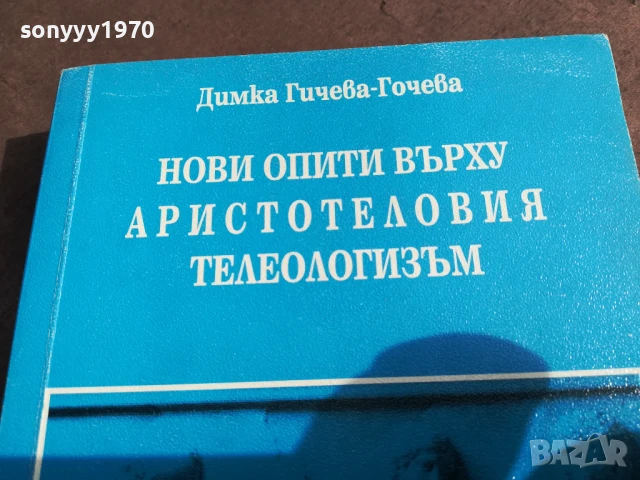 sonyyy1970
Димка Гичева-Гочева
НОВИ ОПИТИ ВЪРХУ
АРИСТОТЕЛОВИЯ
ТЕЛЕОЛОГИЗЪМ
BAZAR